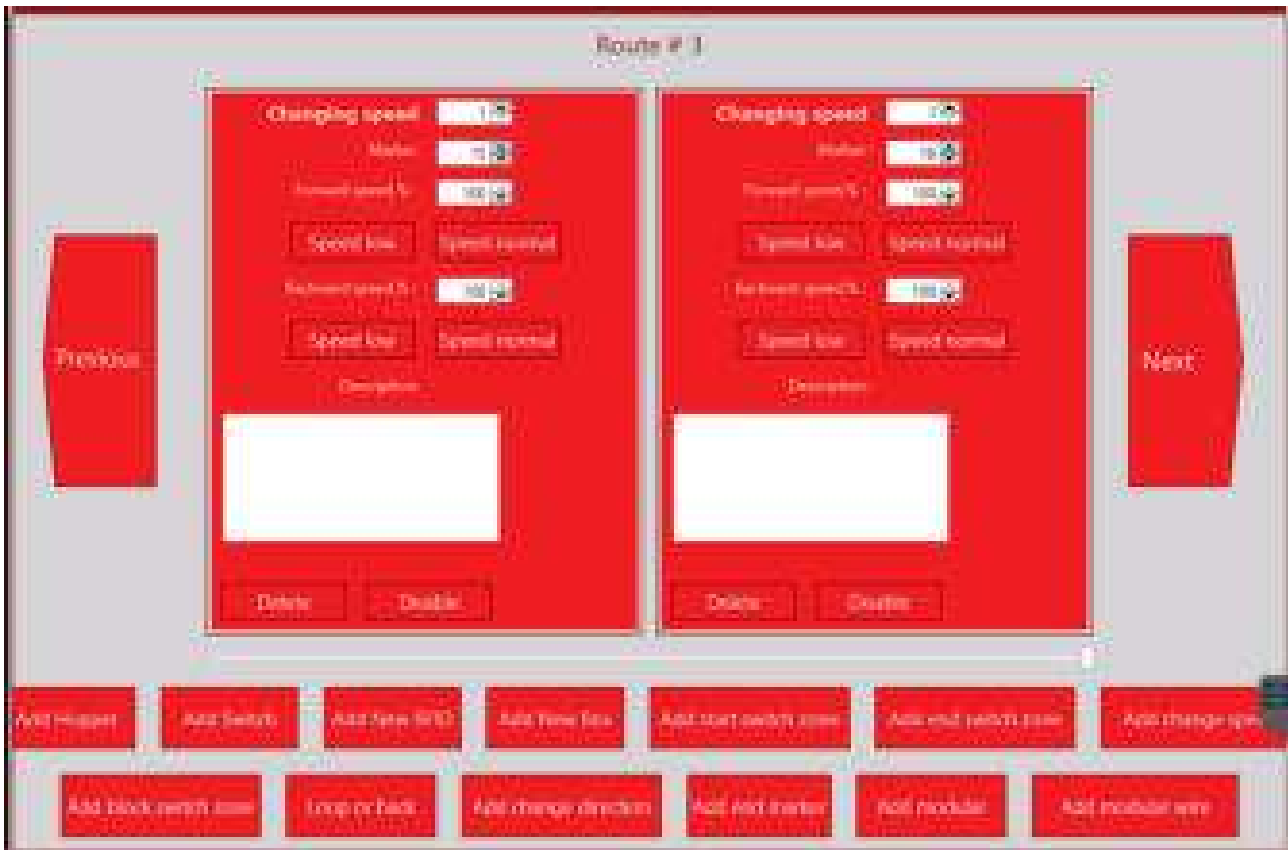 Route # 1
Changing speed
Marker
Forward speed %
100
Speed low Speed normal
Backward speed %
100
Speed low Speed normal
Description
Delete Disable
Changing speed
Marker
Forward speed %
100
Speed low Speed normal
Backward speed %
100
Speed low Speed normal
Description
Delete Disable
Previous
Next
Add Hopper Add Switch Add New RFID Add New Box Add start switch zone Add end switch zone Add change
Add block switch zone Loop or back Add change direction Add end marker Add modular Add modular wire